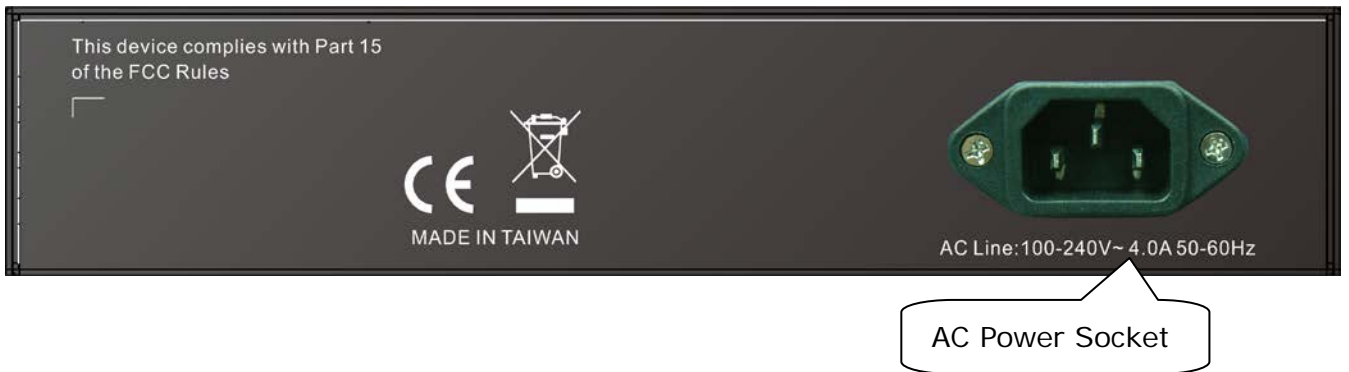 This device complies with Part 15
of the FCC Rules
CE
MADE IN TAIWAN
AC Line:100-240V~ 4.0A 50-60Hz
AC Power Socket